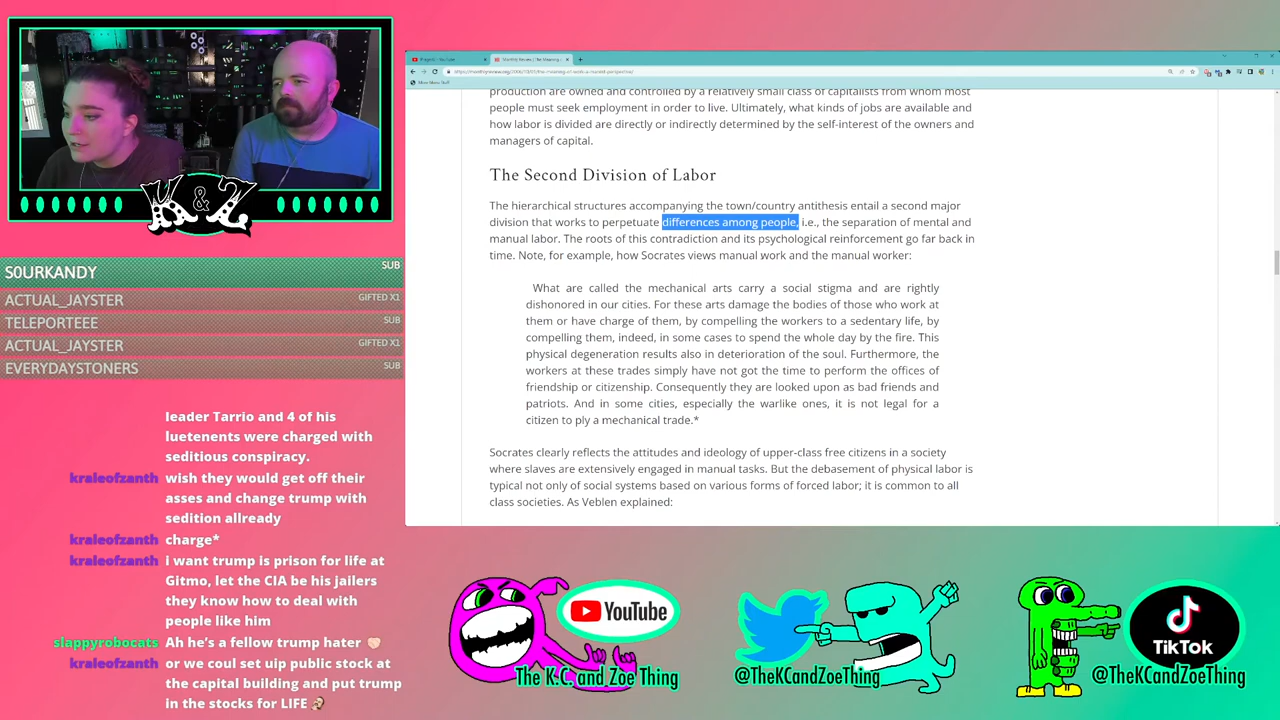 K & Z
S0URKANDY SUB
ACTUAL_JAYSTER GIFTED X1
TELEPORTEEE SUB
ACTUAL_JAYSTER GIFTED X1
EVERYDAYSTONERS SUB
leader Tarrio and 4 of his
luetenents were charged with
seditious conspiracy.
kraleofzanth wish they would get off their
asses and change trump with
sedition allready
kraleofzanth charge*
kraleofzanth I want trump is prison for life at
Gitmo, let the CIA be his jailers
they know how to deal with
people like him
slappyrobocats Ah he's a fellow trump hater
kraleofzanth or we coul set uip public stock at
the capital building and put trump
in the stocks for LIFE
production are owned and controlled by a relatively small class of capitalists from whom most
people must seek employment in order to live. Ultimately, what kinds of jobs are available and
how labor is divided are directly or indirectly determined by the self-interest of the owners and
managers of capital.
The Second Division of Labor
The hierarchical structures accompanying the town/country antithesis entail a second major
division that works to perpetuate differences among people, i.e., the separation of mental and
manual labor. The roots of this contradiction and its psychological reinforcement go far back in
time. Note, for example, how Socrates views manual work and the manual worker:
What are called the mechanical arts carry a social stigma and are rightly
dishonored in our cities. For these arts damage the bodies of those who work at
them or have charge of them, by compelling the workers to a sedentary life, by
compelling them, indeed, in some cases to spend the whole day by the fire. This
physical degeneration results also in deterioration of the soul. Furthermore, the
workers at these trades simply have not got the time to perform the offices of
friendship or citizenship. Consequently they are looked upon as bad friends and
patriots. And in some cities, especially the warlike ones, it is not legal for a
citizen to ply a mechanical trade.*
Socrates clearly reflects the attitudes and ideology of upper-class free citizens in a society
where slaves are extensively engaged in manual tasks. But the debasement of physical labor is
typical not only of social systems based on various forms of forced labor; it is common to all
class societies. As Veblen explained:
YouTube
The K.C. and Zoe Thing
@TheKCandZoeThing
TikTok
@TheKCandZoeThing